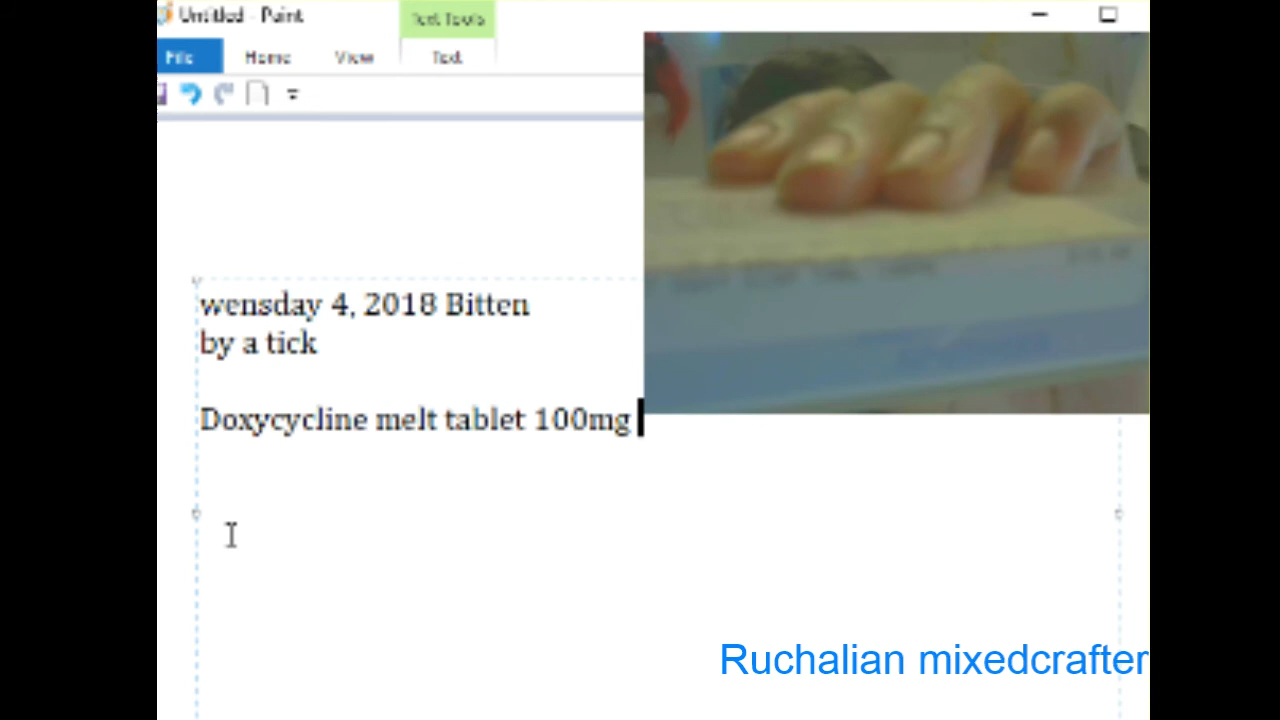 Untitled - Paint
Text Tools
File Home View Text
wensday 4, 2018 Bitten
by a tick
Doxycycline melt tablet 100mg
Ruchalian mixedcrafter